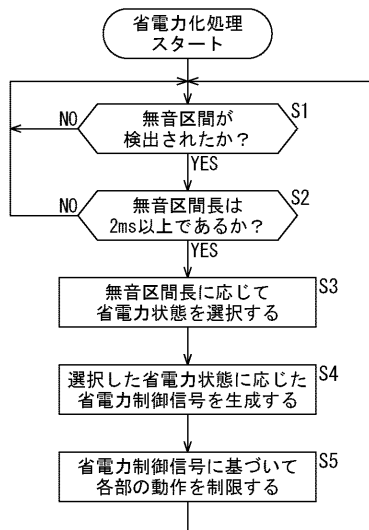 省電力化処理
スタート
無音区間が
検出されたか？
S1
NO
YES
無音区間長は
2ms以上であるか？
S2
NO
YES
無音区間長に応じて
省電力状態を選択する
S3
選択した省電力状態に応じた
省電力制御信号を生成する
S4
省電力制御信号に基づいて
各部の動作を制限する
S5